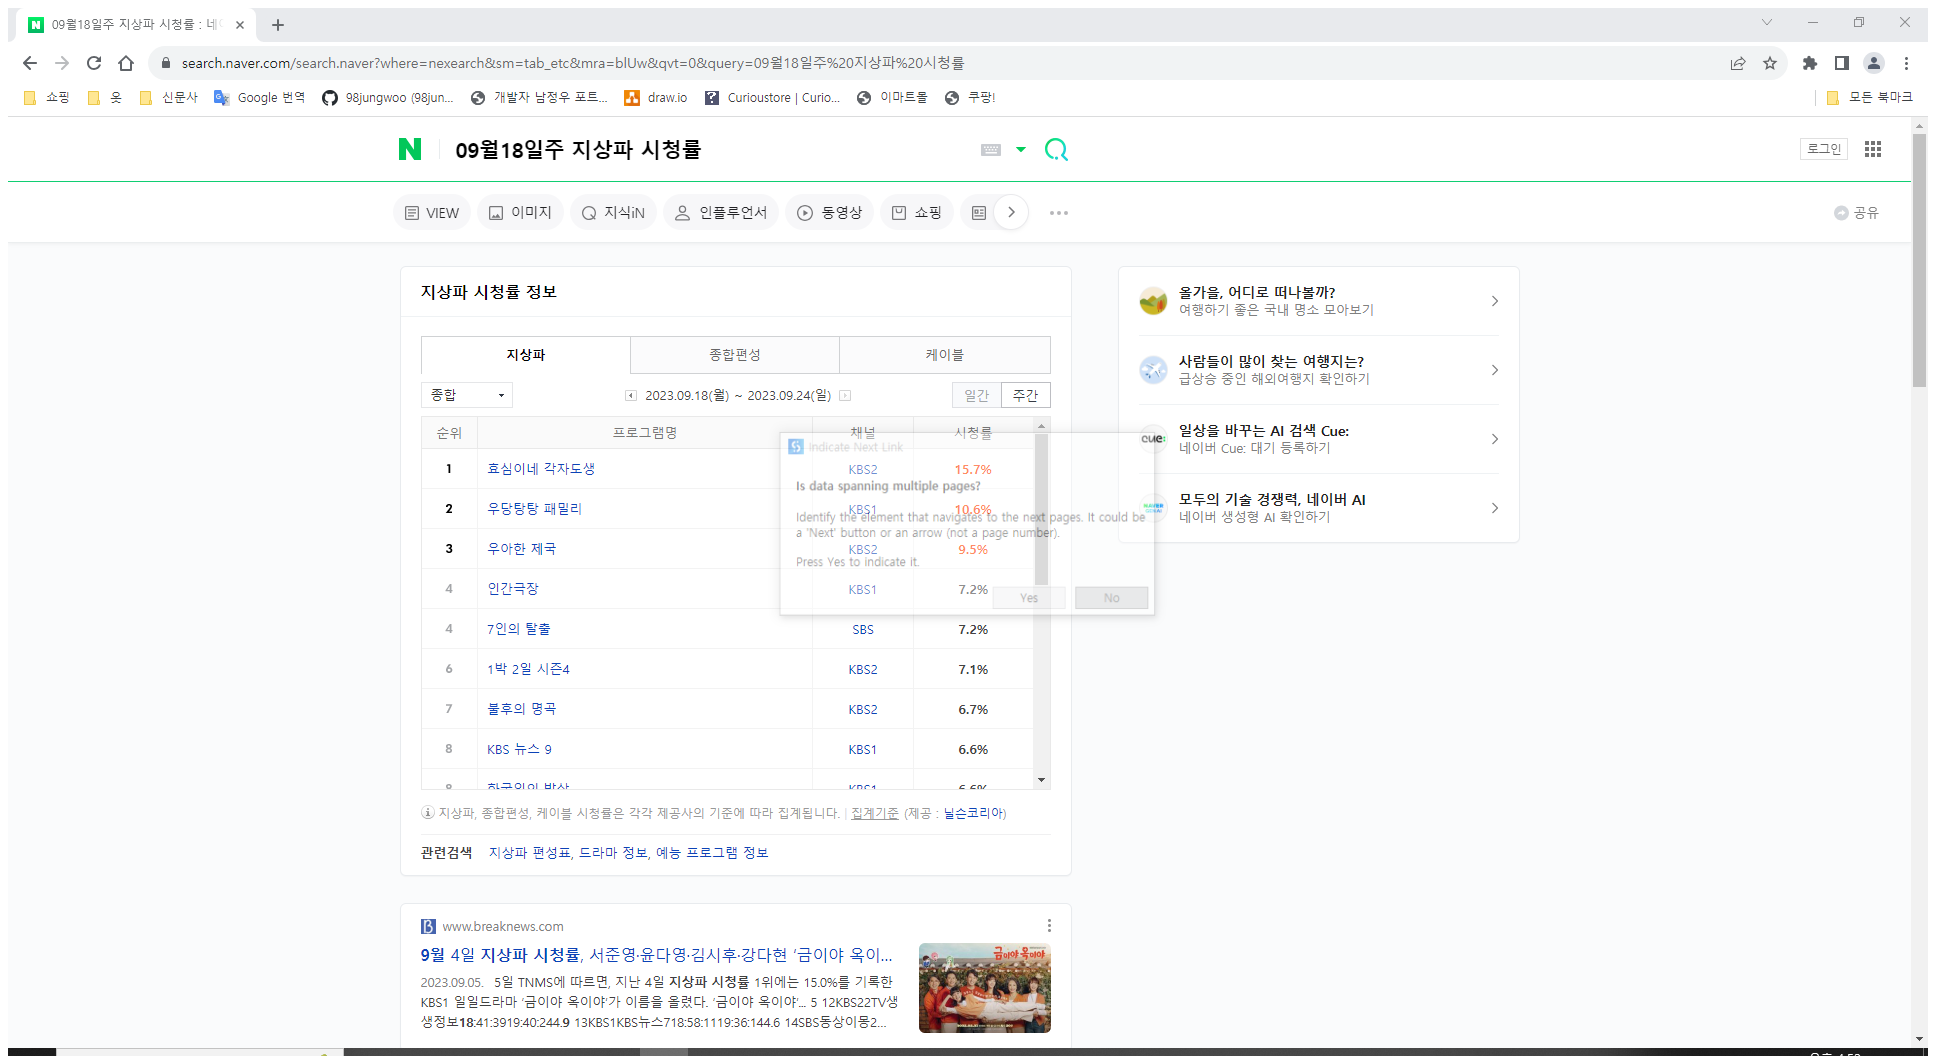 09월18일주 지상파 시청률 : 네이
search.naver.com/search.naver?where=nexearch&sm=tab_etc&mra=blUw&qvt=0&query=09월18일주%20지상파%20시청률
쇼핑 옷 신문사 Google 번역 98jungwoo (98jun... 개발자 남정우 포트... draw.io Curioustore | Curio... 이마트몰 쿠팡! 모든 북마크
N 09월18일주 지상파 시청률 로그인
VIEW 이미지 지식iN 인플루언서 동영상 쇼핑 공유
지상파 시청률 정보
지상파 종합편성 케이블
종합 2023.09.18(월) ~ 2023.09.24(일) 일간 주간
순위 프로그램명 채널 시청률
1 효심이네 각자도생 KBS2 15.7%
2 우당탕탕 패밀리 KBS1 10.6%
3 우아한 제국 KBS2 9.5%
4 인간극장 KBS1 7.2%
4 7인의 탈출 SBS 7.2%
6 1박 2일 시즌4 KBS2 7.1%
7 불후의 명곡 KBS2 6.7%
8 KBS 뉴스 9 KBS1 6.6%
8 한국인의 밥상 KBS1 6.6%
Indicate Next Link
Is data spanning multiple pages?
Identify the element that navigates to the next pages. It could be
a 'Next' button or an arrow (not a page number).
Press Yes to indicate it.
Yes No
지상파, 종합편성, 케이블 시청률은 각각 제공사의 기준에 따라 집계됩니다. | 집계기준 (제공 : 닐슨코리아)
관련검색 지상파 편성표, 드라마 정보, 예능 프로그램 정보
올가을, 어디로 떠나볼까?
여행하기 좋은 국내 명소 모아보기
사람들이 많이 찾는 여행지는?
급상승 중인 해외여행지 확인하기
cue:
일상을 바꾸는 AI 검색 Cue:
네이버 Cue: 대기 등록하기
모두의 기술 경쟁력, 네이버 AI
네이버 생성형 AI 확인하기
www.breaknews.com
9월 4일 지상파 시청률, 서준영·윤다영·김시후·강다현 ‘금이야 옥이...
2023.09.05. 5일 TNMS에 따르면, 지난 4일 지상파 시청률 1위에는 15.0%를 기록한
KBS1 일일드라마 ‘금이야 옥이야’가 이름을 올렸다. ‘금이야 옥이야’... 5 12KBS22TV생
생정보18:41:3919:40:244.9 13KBS1KBS뉴스718:58:1119:36:144.6 14SBS동상이몽2...
금이야 옥이야